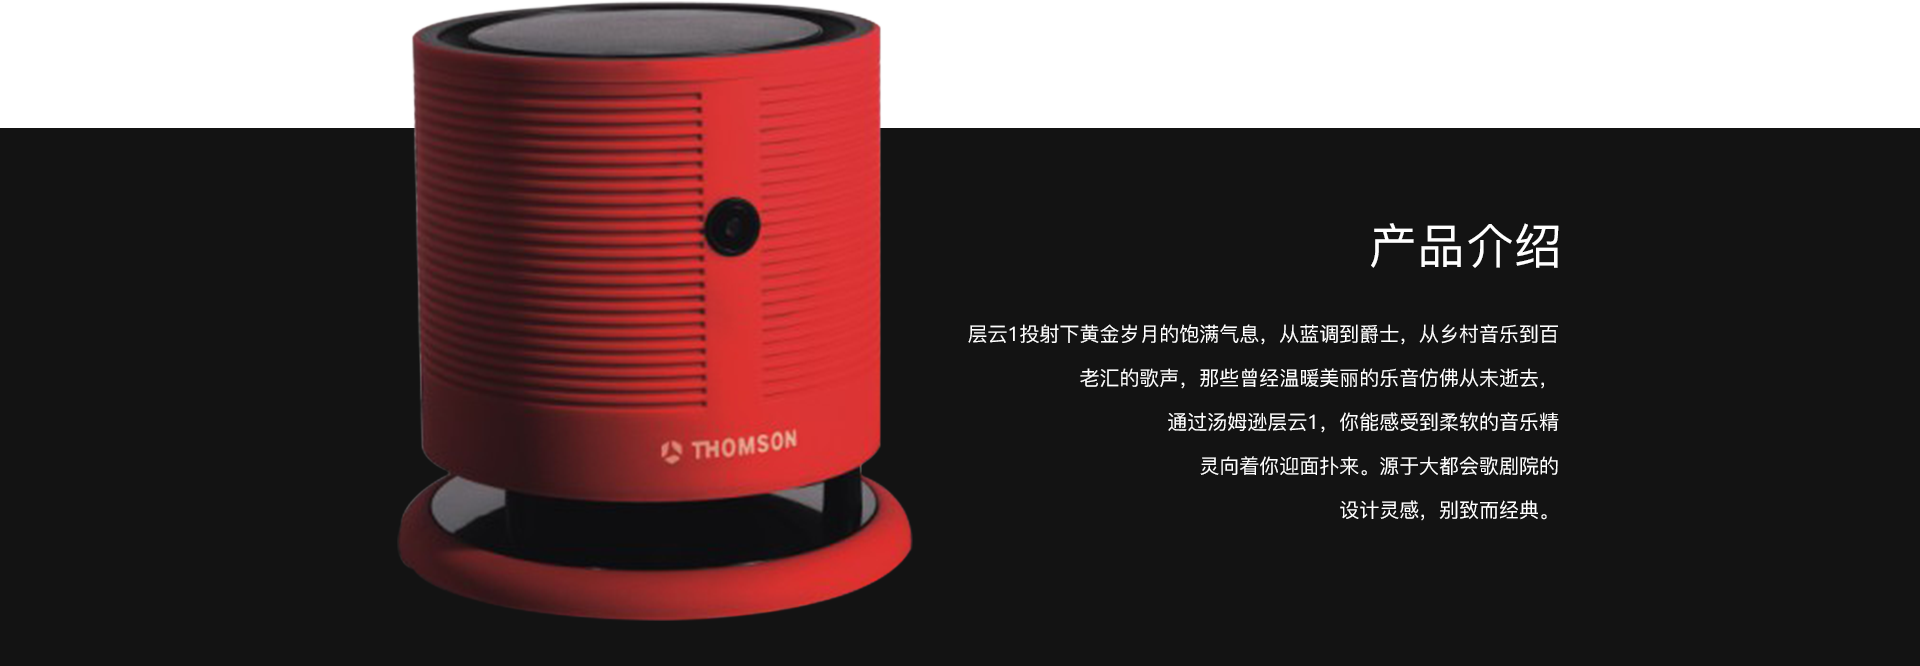 产品介绍
层云1投射下黄金岁月的饱满气息，从蓝调到爵士，从乡村音乐到百
老汇的歌声，那些曾经温暖美丽的乐音仿佛从未逝去，
通过汤姆逊层云1，你能感受到柔软的音乐精
灵向着你迎面扑来。源于大都会歌剧院的
设计灵感，别致而经典。
THOMSON